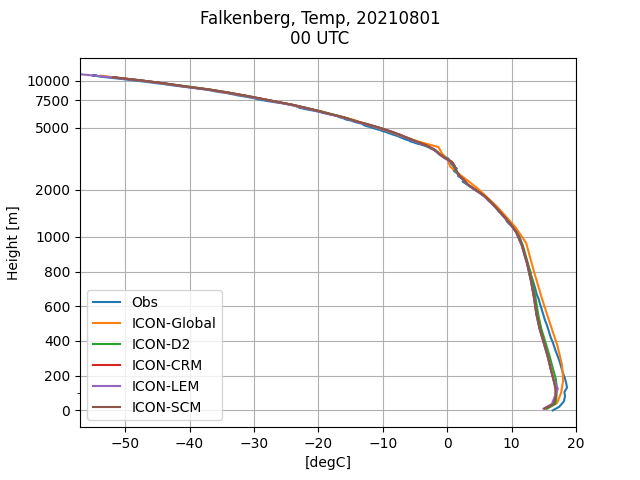 Falkenberg, Temp, 20210801
00 UTC
10000
7500
5000
2000
1000
800
600
400
200
0
Height [m]
Obs
ICON-Global
ICON-D2
ICON-CRM
ICON-LEM
ICON-SCM
−50 −40 −30 −20 −10 0 10 20
[degC]